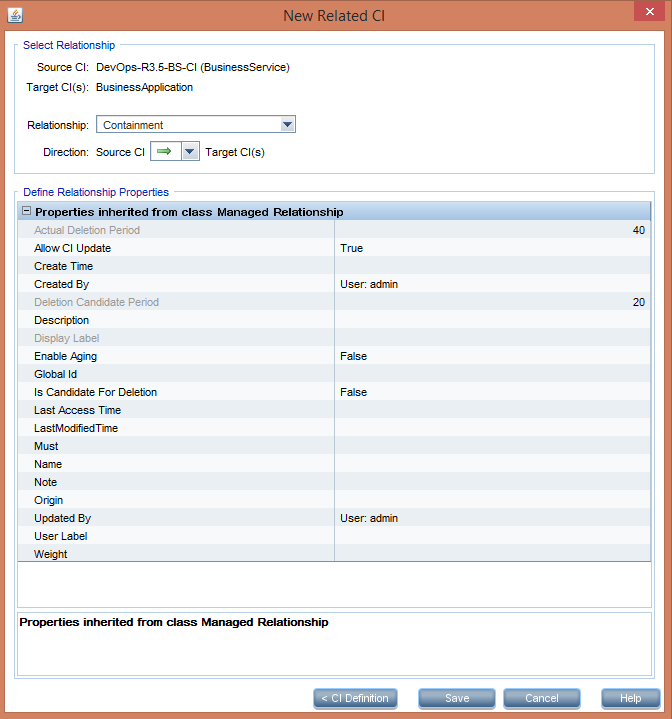 New Related CI
Select Relationship
Source CI: DevOps-R3.5-BS-CI (BusinessService)
Target CI(s): BusinessApplication
Relationship: Containment
Direction: Source CI Target CI(s)
Define Relationship Properties
Properties inherited from class Managed Relationship
Actual Deletion Period 40
Allow CI Update True
Create Time
Created By User: admin
Deletion Candidate Period 20
Description
Display Label
Enable Aging False
Global Id
Is Candidate For Deletion False
Last Access Time
LastModifiedTime
Must
Name
Note
Origin
Updated By User: admin
User Label
Weight
Properties inherited from class Managed Relationship
< CI Definition Save Cancel Help